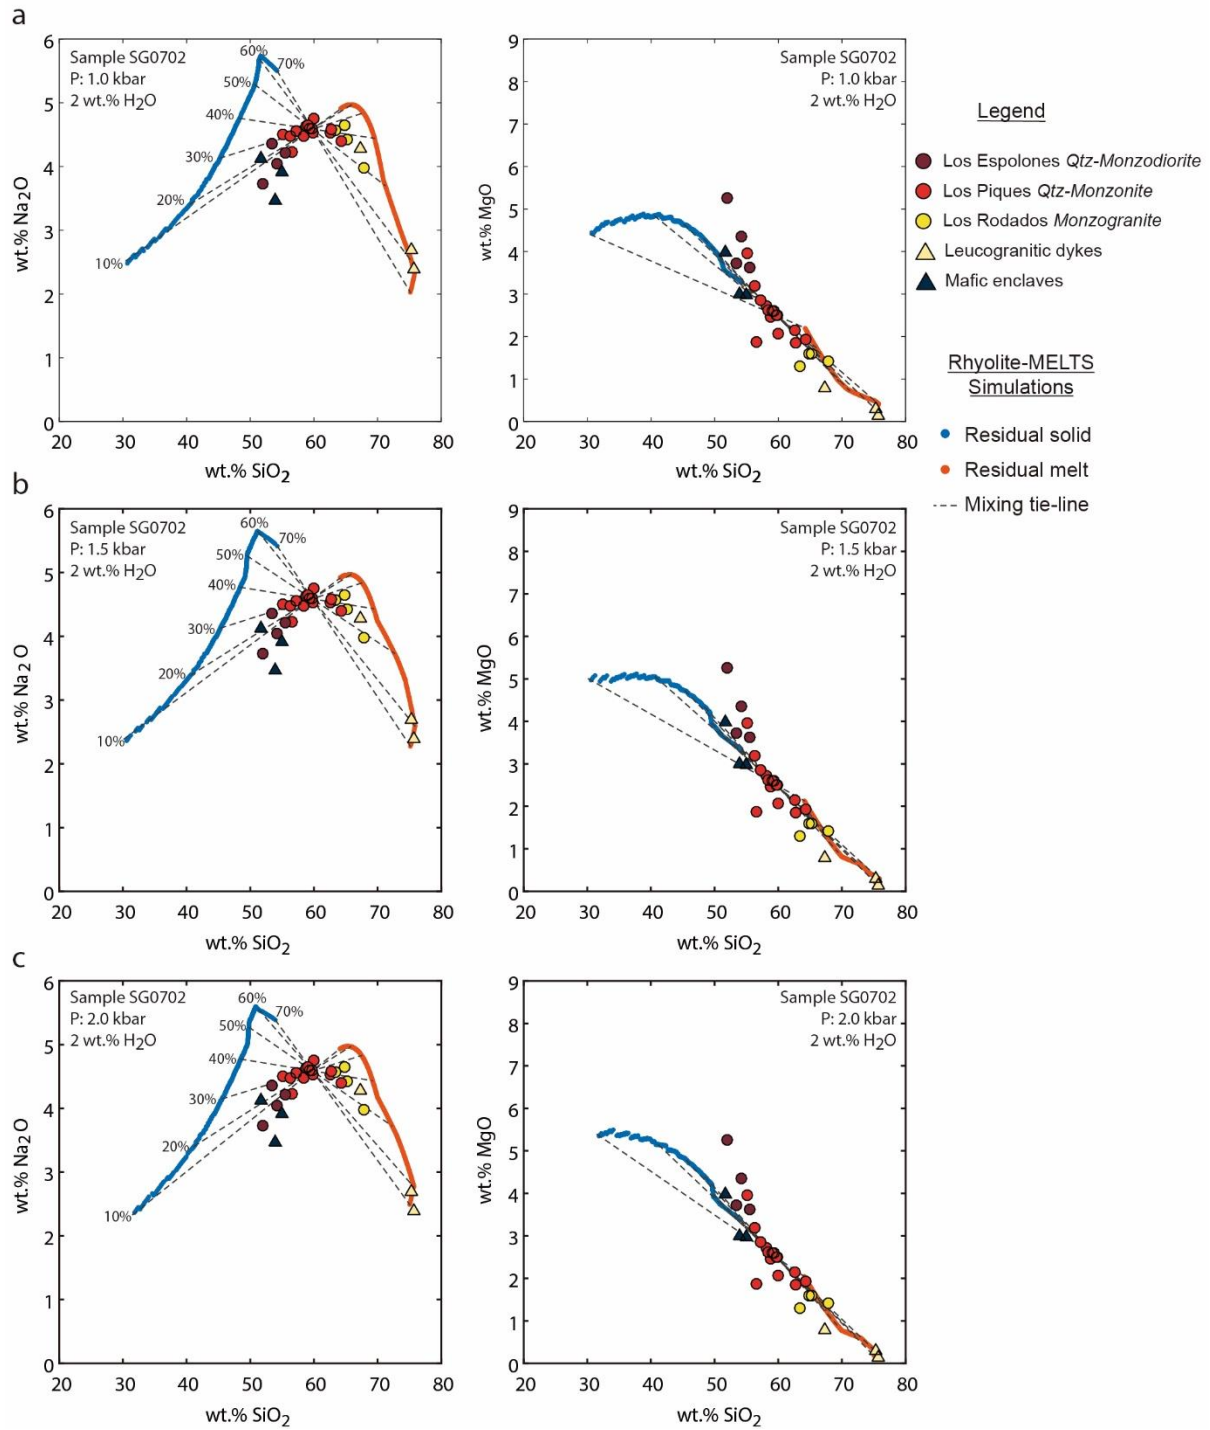 a
6
5
4
3
2
1
0
wt.% Na2O
Sample SG0702
P: 1.0 kbar
2 wt.% H2O
60%
70%
50%
40%
30%
20%
10%
20 30 40 50 60 70 80
wt.% SiO2
9
8
7
6
5
4
3
2
1
0
wt.% MgO
Sample SG0702
P: 1.0 kbar
2 wt.% H2O
20 30 40 50 60 70 80
wt.% SiO2
Legend
Los Espolones Qtz-Monzodiorite
Los Piques Qtz-Monzonite
Los Rodados Monzogranite
Leucogranitic dykes
Mafic enclaves
Rhyolite-MELTS
Simulations
Residual solid
Residual melt
Mixing tie-line
b
6
5
4
3
2
1
0
wt.% Na2O
Sample SG0702
P: 1.5 kbar
2 wt.% H2O
60%
70%
50%
40%
30%
20%
10%
20 30 40 50 60 70 80
wt.% SiO2
9
8
7
6
5
4
3
2
1
0
wt.% MgO
Sample SG0702
P: 1.5 kbar
2 wt.% H2O
20 30 40 50 60 70 80
wt.% SiO2
c
6
5
4
3
2
1
0
wt.% Na2O
Sample SG0702
P: 2.0 kbar
2 wt.% H2O
60%
70%
50%
40%
30%
20%
10%
20 30 40 50 60 70 80
wt.% SiO2
9
8
7
6
5
4
3
2
1
0
wt.% MgO
Sample SG0702
P: 2.0 kbar
2 wt.% H2O
20 30 40 50 60 70 80
wt.% SiO2